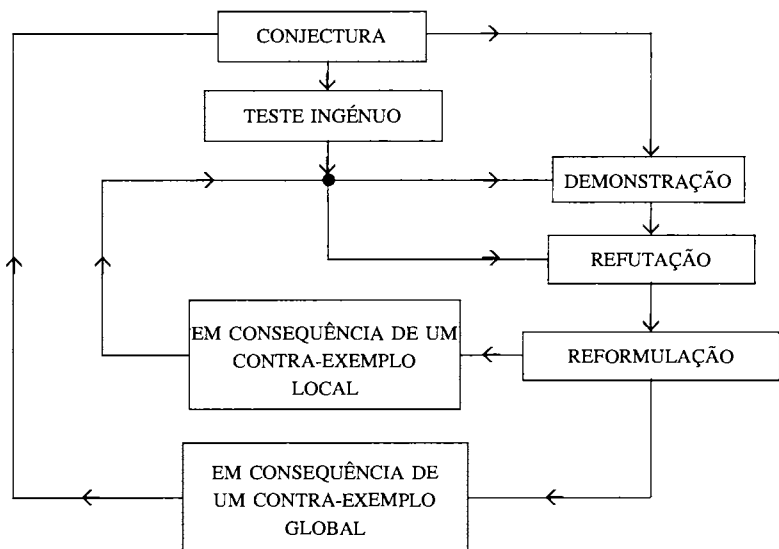 CONJECTURA
TESTE INGÉNUO
DEMONSTRAÇÃO
REFUTAÇÃO
EM CONSEQUÊNCIA DE UM
CONTRA-EXEMPLO
LOCAL
REFORMULAÇÃO
EM CONSEQUÊNCIA DE
UM CONTRA-EXEMPLO
GLOBAL